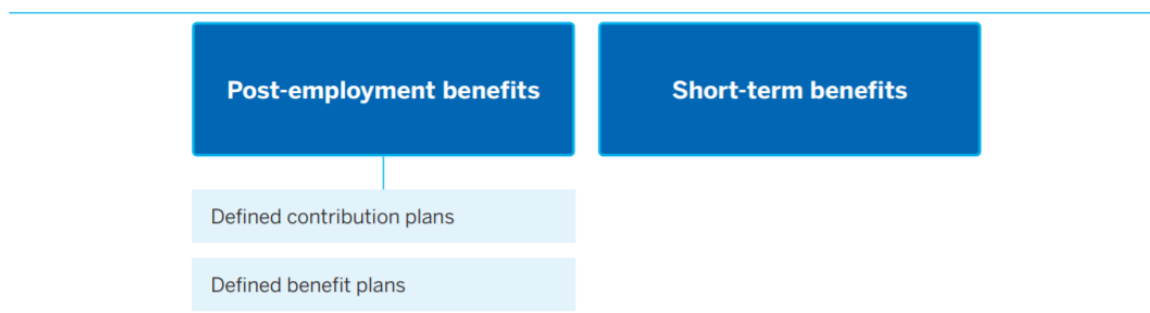 Post-employment benefits
Short-term benefits
Defined contribution plans
Defined benefit plans